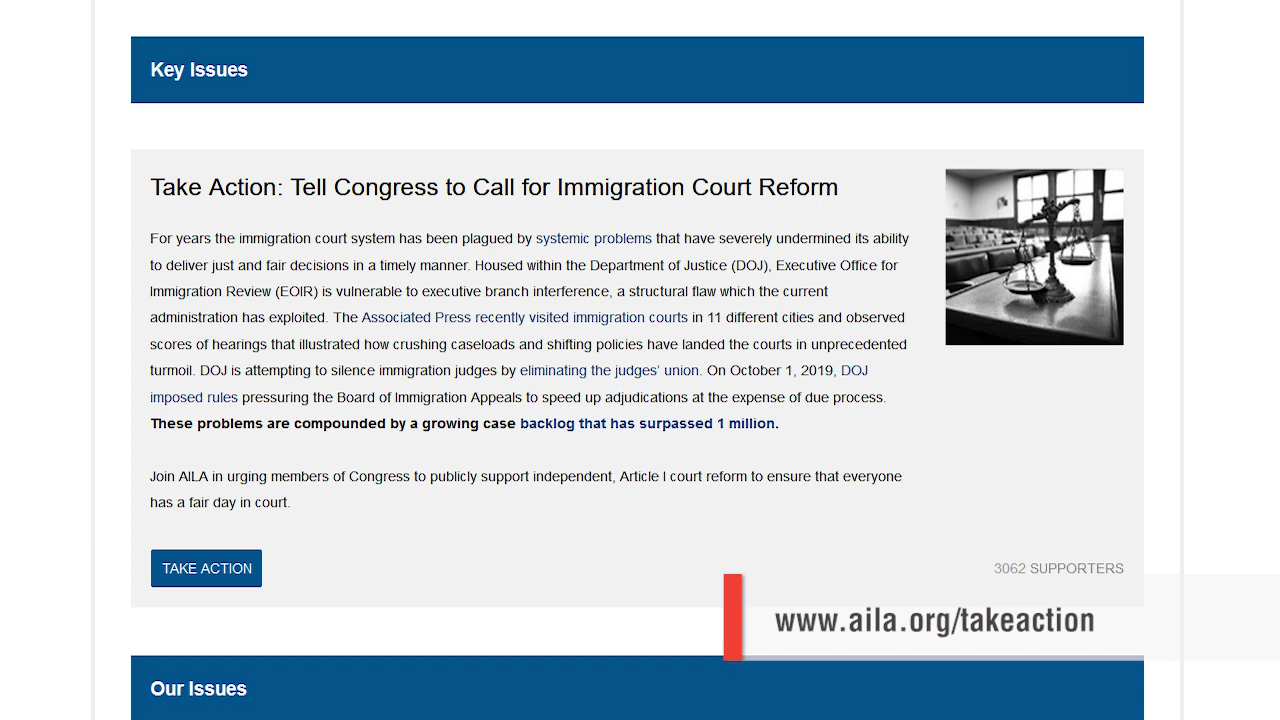 Key Issues
Take Action: Tell Congress to Call for Immigration Court Reform
For years the immigration court system has been plagued by systemic problems that have severely undermined its ability
to deliver just and fair decisions in a timely manner. Housed within the Department of Justice (DOJ), Executive Office for
Immigration Review (EOIR) is vulnerable to executive branch interference, a structural flaw which the current
administration has exploited. The Associated Press recently visited immigration courts in 11 different cities and observed
scores of hearings that illustrated how crushing caseloads and shifting policies have landed the courts in unprecedented
turmoil. DOJ is attempting to silence immigration judges by eliminating the judges' union. On October 1, 2019, DOJ
imposed rules pressuring the Board of Immigration Appeals to speed up adjudications at the expense of due process.
These problems are compounded by a growing case backlog that has surpassed 1 million.
Join AILA in urging members of Congress to publicly support independent, Article I court reform to ensure that everyone
has a fair day in court.
TAKE ACTION
3062 SUPPORTERS
www.aila.org/takeaction
Our Issues